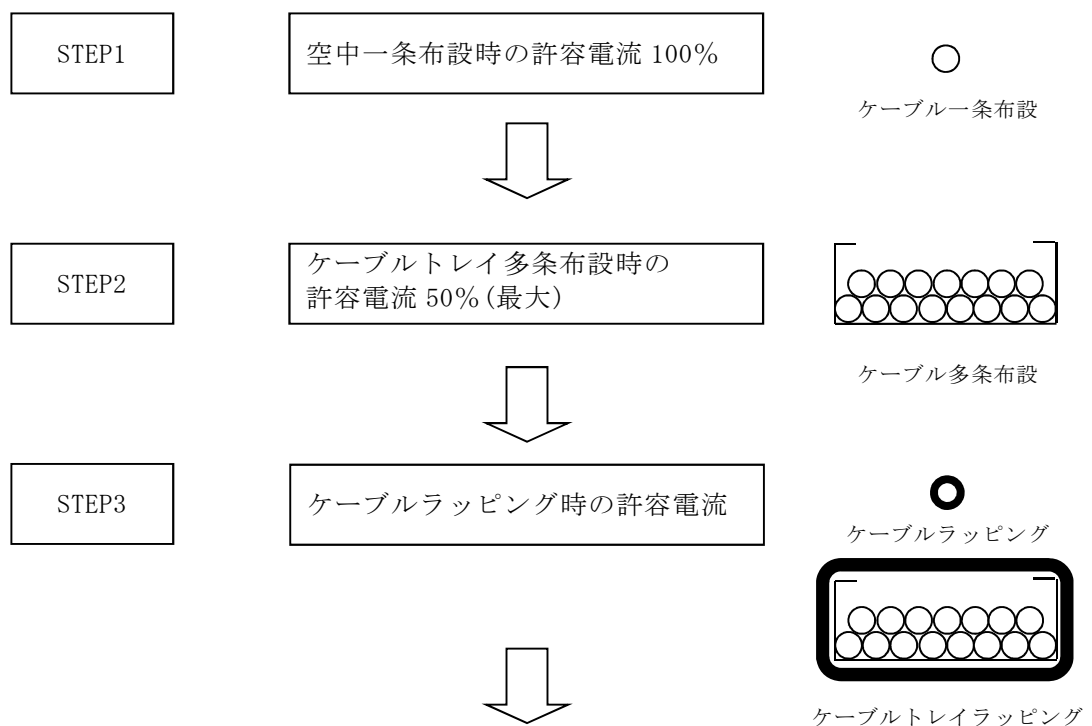 STEP1
空中一条布設時の許容電流 100%
ケーブル一条布設
STEP2
ケーブルトレイ多条布設時の
許容電流 50%(最大)
ケーブル多条布設
STEP3
ケーブルラッピング時の許容電流
ケーブルラッピング
ケーブルトレイラッピング